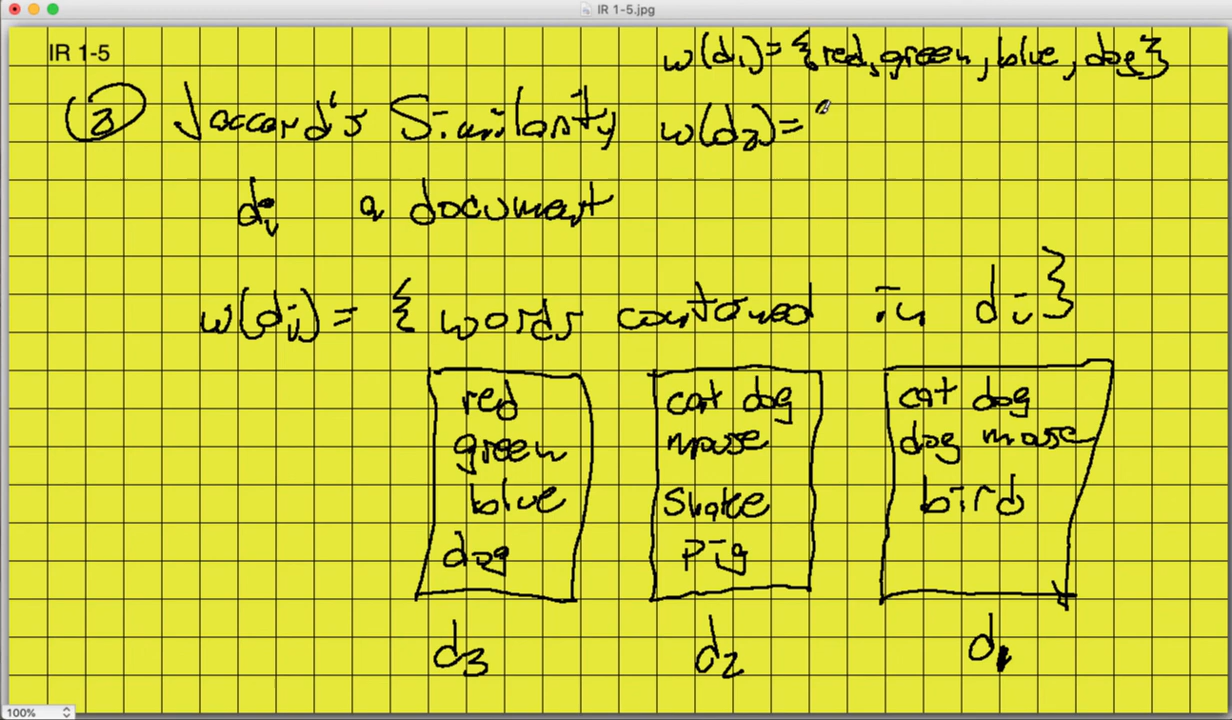 IR 1-5.jpg
IR 1-5
w(d1) = {red, green, blue, dog}
(3) Jaccard's Similarity
w(d2) = {
di a document
w(di) = { words contained in di }
red
green
blue
dog
d3
cat dog
mouse
snake
pig
d2
cat dog
dog mouse
bird
d1
100%